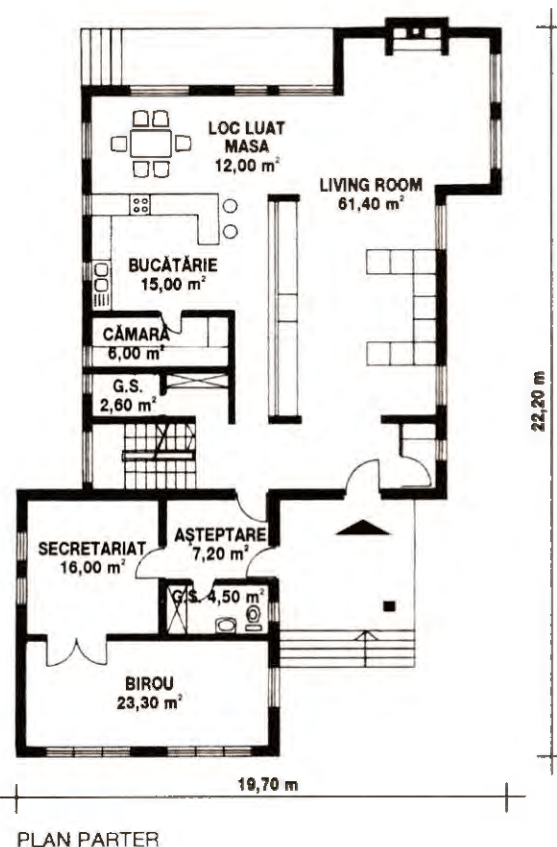 LOC LUAT
MASA
12,00 m²
LIVING ROOM
61,40 m²
BUCĂTĂRIE
15,00 m²
CĂMARĂ
6,00 m²
G.S.
2,60 m²
22,20 m
AȘTEPTARE
7,20 m²
SECRETARIAT
16,00 m²
G.S. 4,50 m²
BIROU
23,30 m²
19,70 m
PLAN PARTER